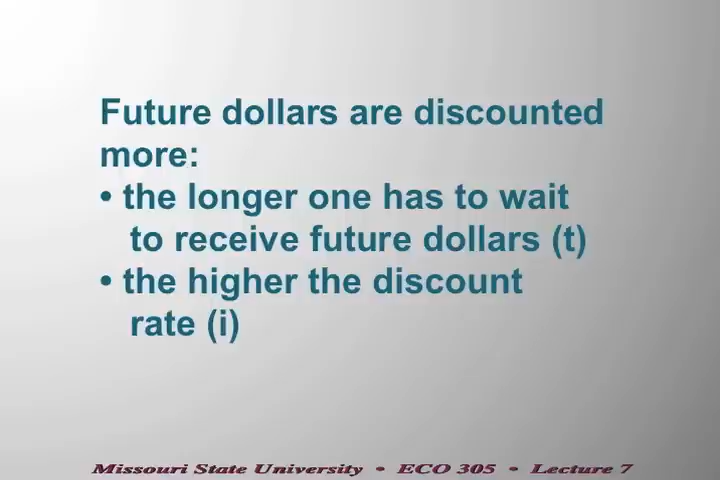 Future dollars are discounted
more:
• the longer one has to wait
to receive future dollars (t)
• the higher the discount
rate (i)
Missouri State University • ECO 305 • Lecture 7